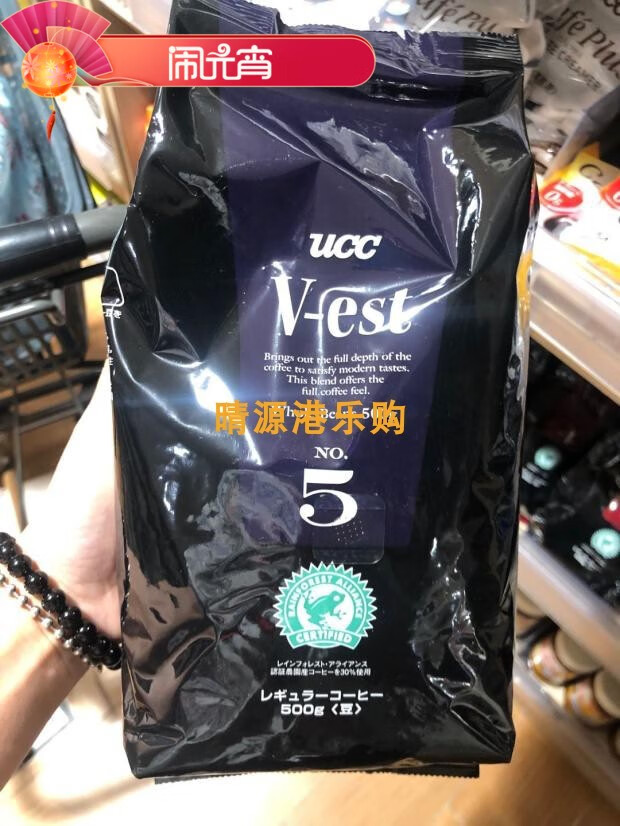 闹元宵
Café Plus
ucc
V-est
Brings out the full depth of the
coffee to satisfy modern tastes.
This blend offers the
full coffee feel.
晴源港乐购
NO.
5
RAINFOREST ALLIANCE
CERTIFIED
レインフォレスト・アライアンス
認証農園産コーヒーを30%使用
レギュラーコーヒー
500g〈豆〉